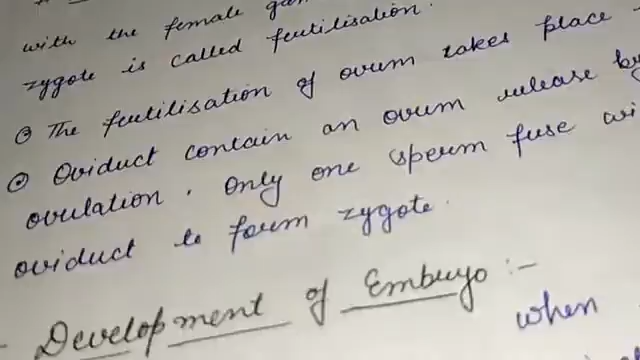 with the female
zygote is called fertilisation.
The fertilisation of ovum takes place
Oviduct contain an ovum release by
ovulation. Only one sperm fuse
oviduct to form zygote.
Development of Embryo :-
when